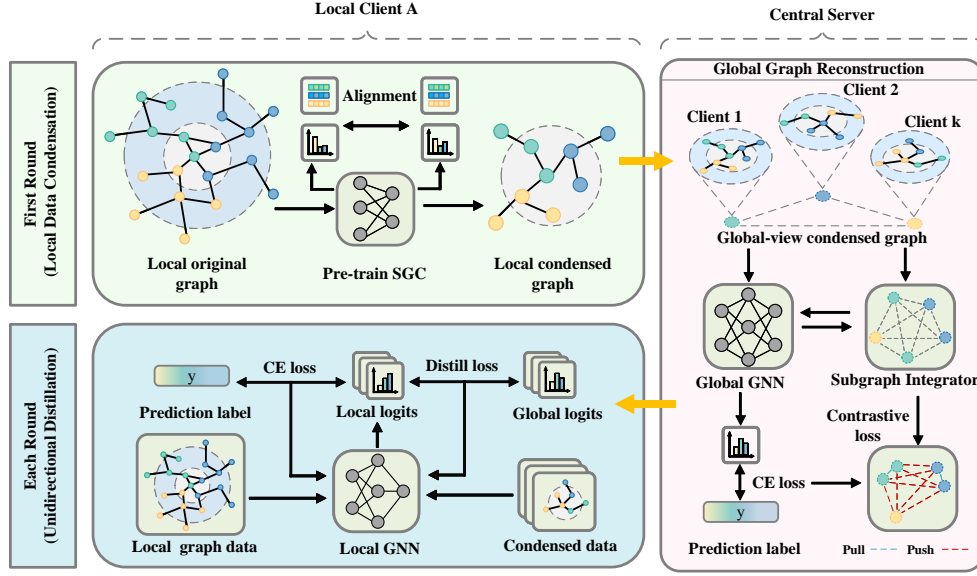 Local Client A
Central Server
First Round
(Local Data Condensation)
Alignment
Local original
graph
Pre-train SGC
Local condensed
graph
Global Graph Reconstruction
Client 1
Client 2
Client k
Global-view condensed graph
Global GNN
Subgraph Integrator
Contrastive
loss
CE loss
y
Prediction label
Pull
Push
Each Round
(Unidirectional Distillation)
y
CE loss
Distill loss
Prediction label
Local logits
Global logits
Local graph data
Local GNN
Condensed data